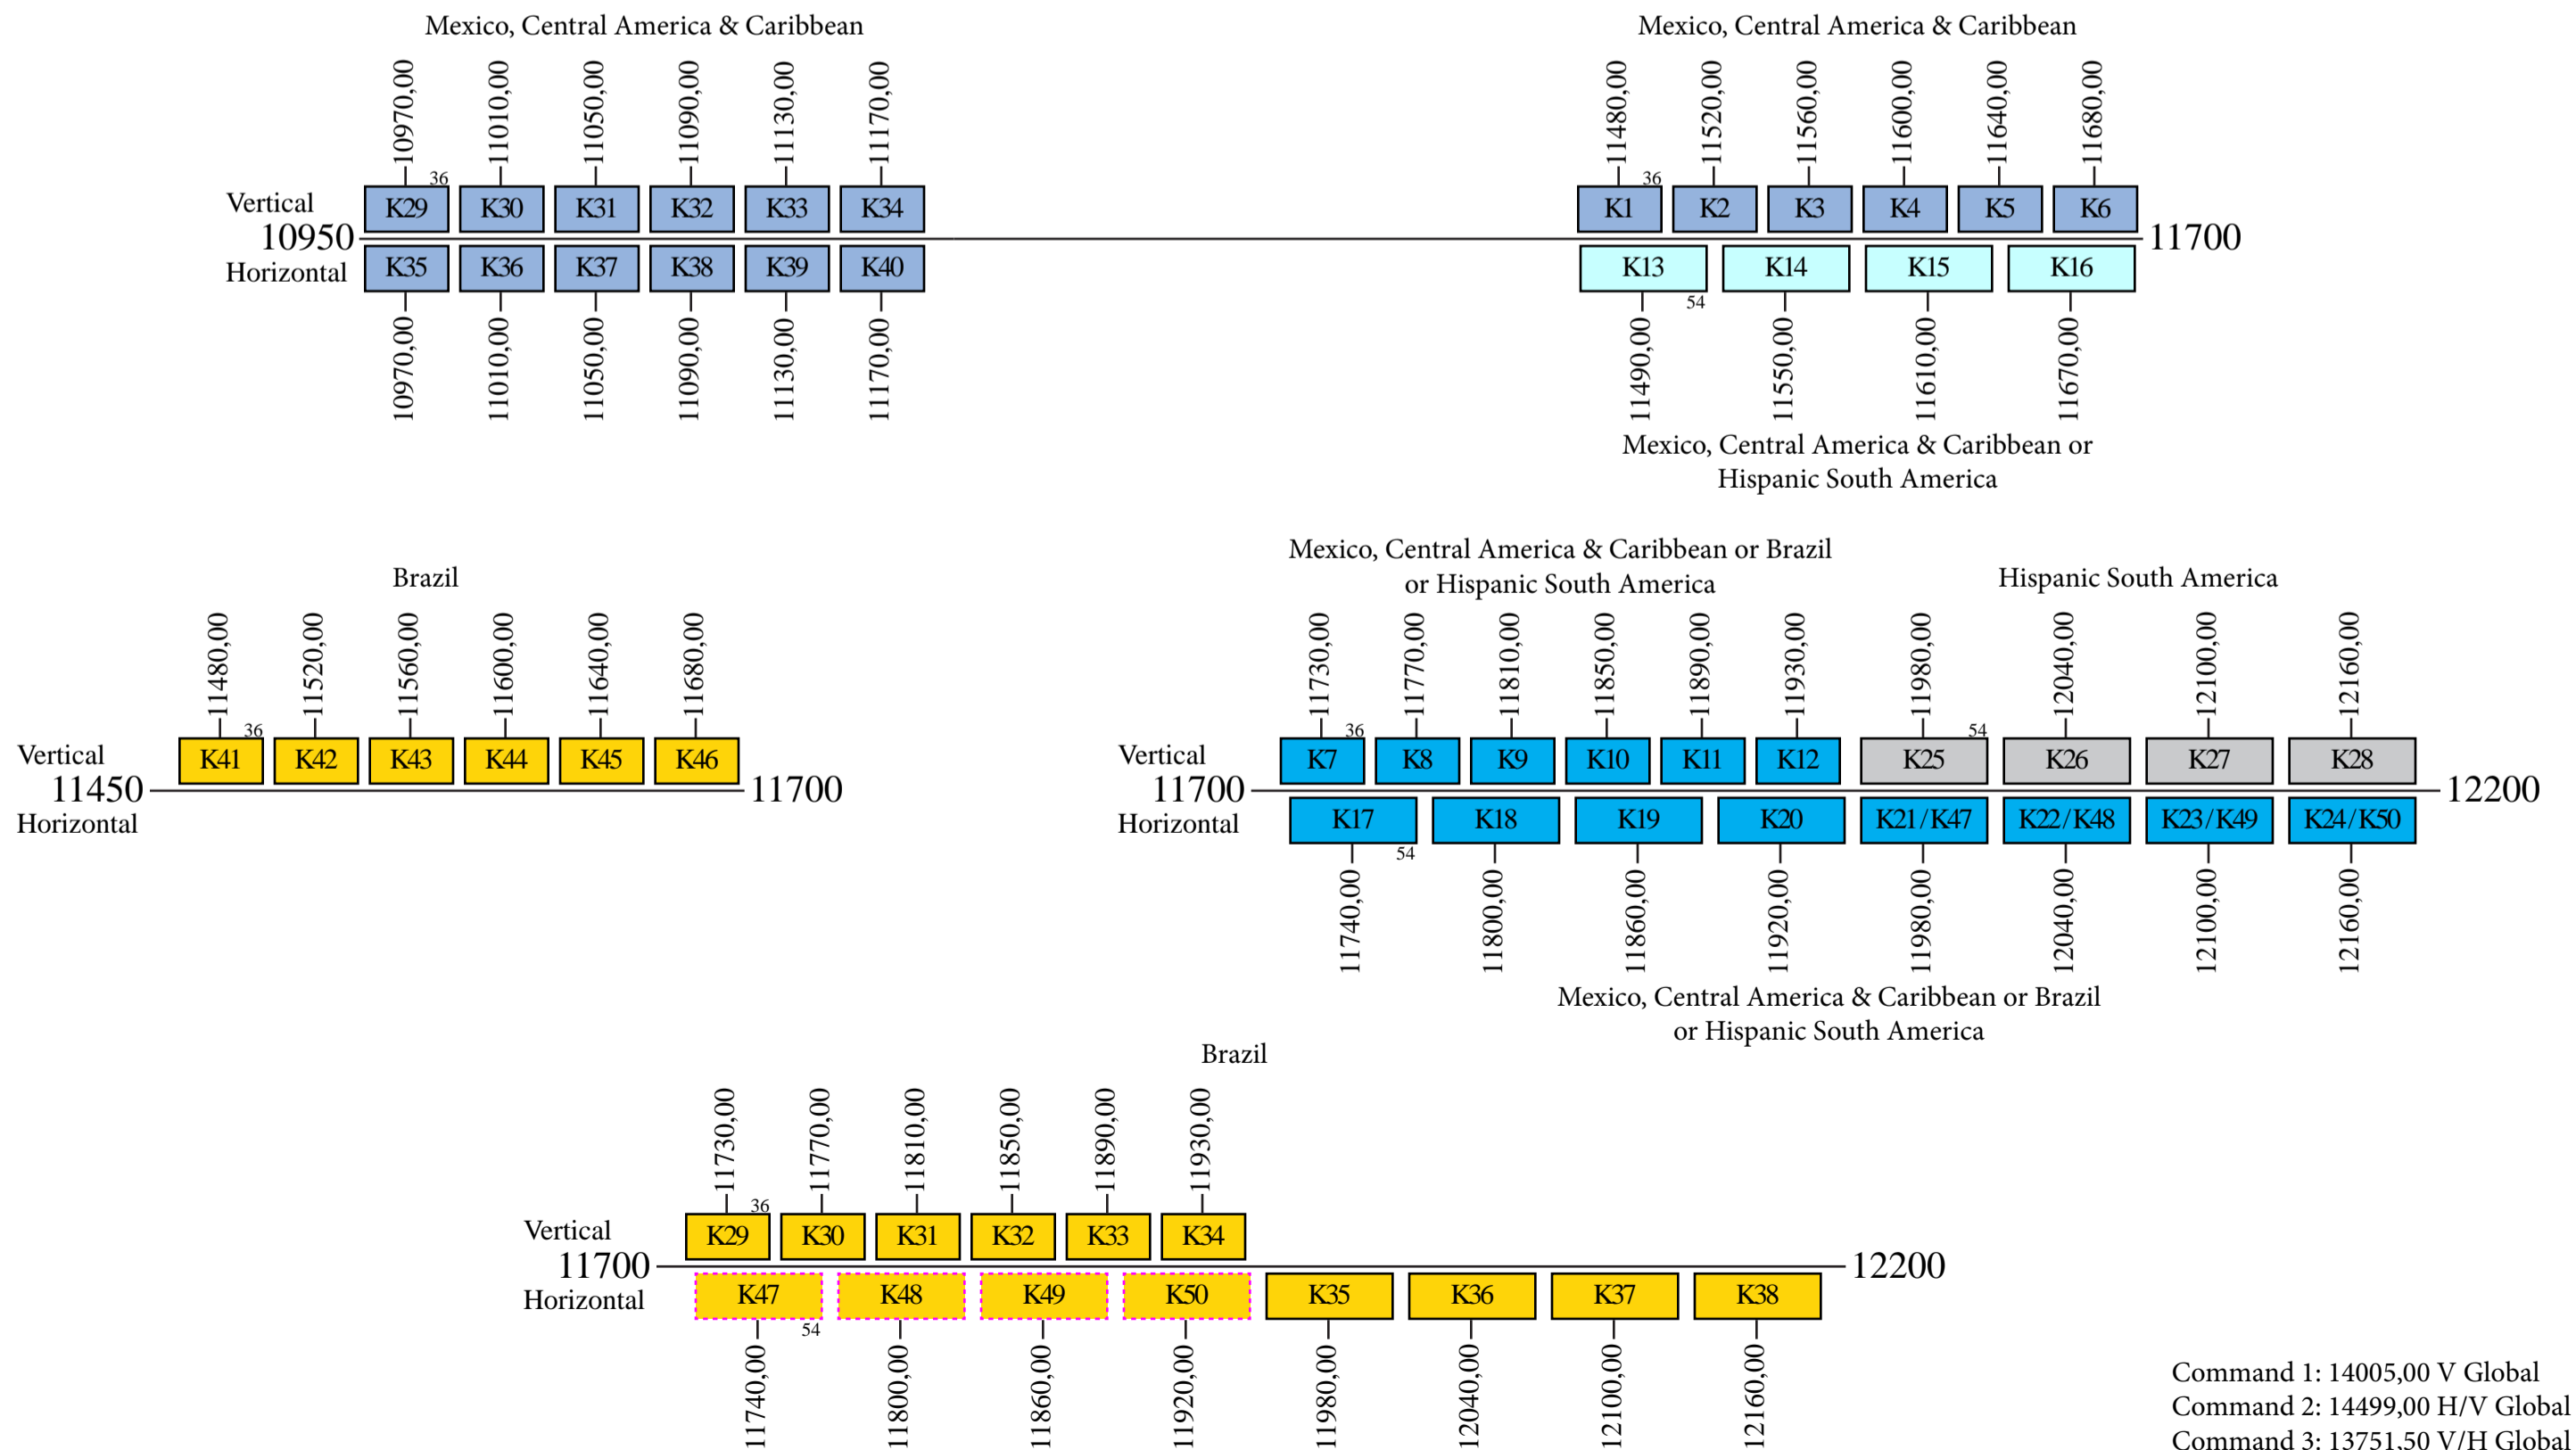 Mexico, Central America & Caribbean
10970,00 11010,00 11050,00 11090,00 11130,00 11170,00
36
Vertical K29 K30 K31 K32 K33 K34
10950
Horizontal K35 K36 K37 K38 K39 K40
10970,00 11010,00 11050,00 11090,00 11130,00 11170,00
Mexico, Central America & Caribbean
11480,00 11520,00 11560,00 11600,00 11640,00 11680,00
36
K1 K2 K3 K4 K5 K6
11700
K13 K14 K15 K16
54
11490,00 11550,00 11610,00 11670,00
Mexico, Central America & Caribbean or
Hispanic South America
Brazil
11480,00 11520,00 11560,00 11600,00 11640,00 11680,00
36
Vertical K41 K42 K43 K44 K45 K46
11450 11700
Horizontal
Mexico, Central America & Caribbean or Brazil
or Hispanic South America
Hispanic South America
11730,00 11770,00 11810,00 11850,00 11890,00 11930,00 11980,00 12040,00 12100,00 12160,00
36 54
Vertical K7 K8 K9 K10 K11 K12 K25 K26 K27 K28
11700 12200
Horizontal K17 K18 K19 K20 K21/K47 K22/K48 K23/K49 K24/K50
54
11740,00 11800,00 11860,00 11920,00 11980,00 12040,00 12100,00 12160,00
Mexico, Central America & Caribbean or Brazil
or Hispanic South America
Brazil
11730,00 11770,00 11810,00 11850,00 11890,00 11930,00
36
Vertical K29 K30 K31 K32 K33 K34
11700 12200
Horizontal K47 K48 K49 K50 K35 K36 K37 K38
54
11740,00 11800,00 11860,00 11920,00 11980,00 12040,00 12100,00 12160,00
Command 1: 14005,00 V Global
Command 2: 14499,00 H/V Global
Command 3: 13751,50 V/H Global